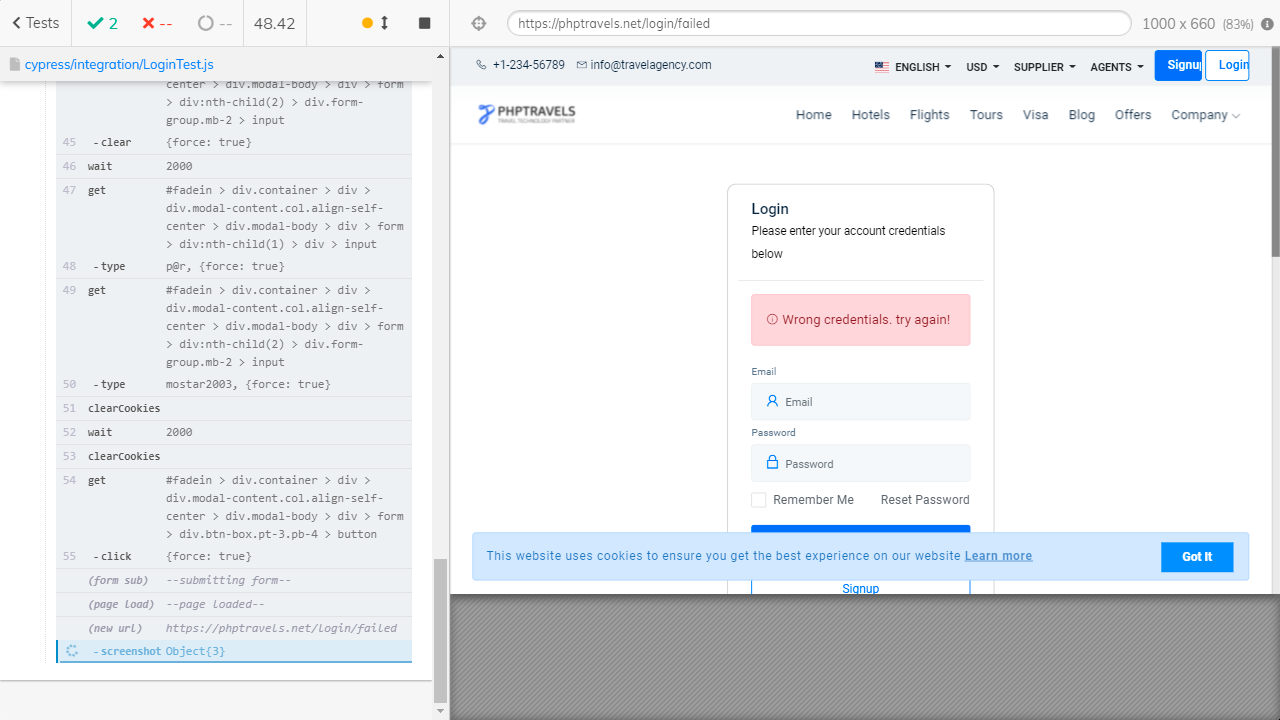 Tests
2
--
--
48.42
https://phptravels.net/login/failed
1000 x 660 (83%)
cypress/integration/LoginTest.js
center > div.modal-body > div > form
> div:nth-child(2) > div.form-
group.mb-2 > input
45 - clear {force: true}
46 wait 2000
47 get #fadein > div.container > div >
div.modal-content.col.align-self-
center > div.modal-body > div > form
> div:nth-child(1) > div > input
48 - type p@r, {force: true}
49 get #fadein > div.container > div >
div.modal-content.col.align-self-
center > div.modal-body > div > form
> div:nth-child(2) > div.form-
group.mb-2 > input
50 - type mostar2003, {force: true}
51 clearCookies
52 wait 2000
53 clearCookies
54 get #fadein > div.container > div >
div.modal-content.col.align-self-
center > div.modal-body > div > form
> div.btn-box.pt-3.pb-4 > button
55 - click {force: true}
(form sub) --submitting form--
(page load) --page loaded--
(new url) https://phptravels.net/login/failed
- screenshot Object{3}
+1-234-56789 info@travelagency.com
ENGLISH USD SUPPLIER AGENTS Signup Login
PHPTRAVELS
TRAVEL TECHNOLOGY PARTNER
Home Hotels Flights Tours Visa Blog Offers Company
Login
Please enter your account credentials
below
Wrong credentials. try again!
Email
Email
Password
Password
Remember Me Reset Password
This website uses cookies to ensure you get the best experience on our website Learn more
Got It
Signup